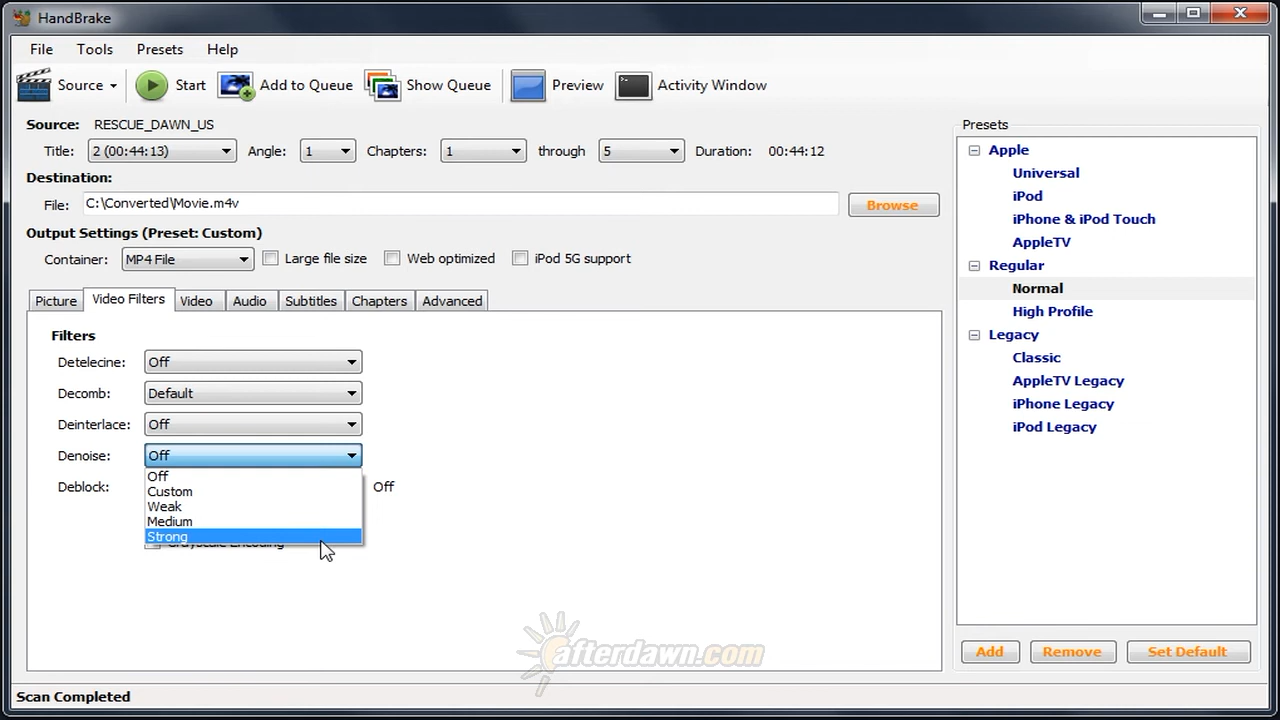 HandBrake
File Tools Presets Help
Source Start Add to Queue Show Queue Preview Activity Window
Source: RESCUE_DAWN_US
Title: 2 (00:44:13) Angle: 1 Chapters: 1 through 5 Duration: 00:44:12
Destination:
File: C:\Converted\Movie.m4v Browse
Output Settings (Preset: Custom)
Container: MP4 File Large file size Web optimized iPod 5G support
Picture Video Filters Video Audio Subtitles Chapters Advanced
Filters
Detelecine: Off
Decomb: Default
Deinterlace: Off
Denoise: Off
Off
Custom
Weak
Medium
Strong
Deblock: Off
Grayscale Encoding
Presets
Apple
Universal
iPod
iPhone & iPod Touch
AppleTV
Regular
Normal
High Profile
Legacy
Classic
AppleTV Legacy
iPhone Legacy
iPod Legacy
Add Remove Set Default
afterdawn.com
Scan Completed